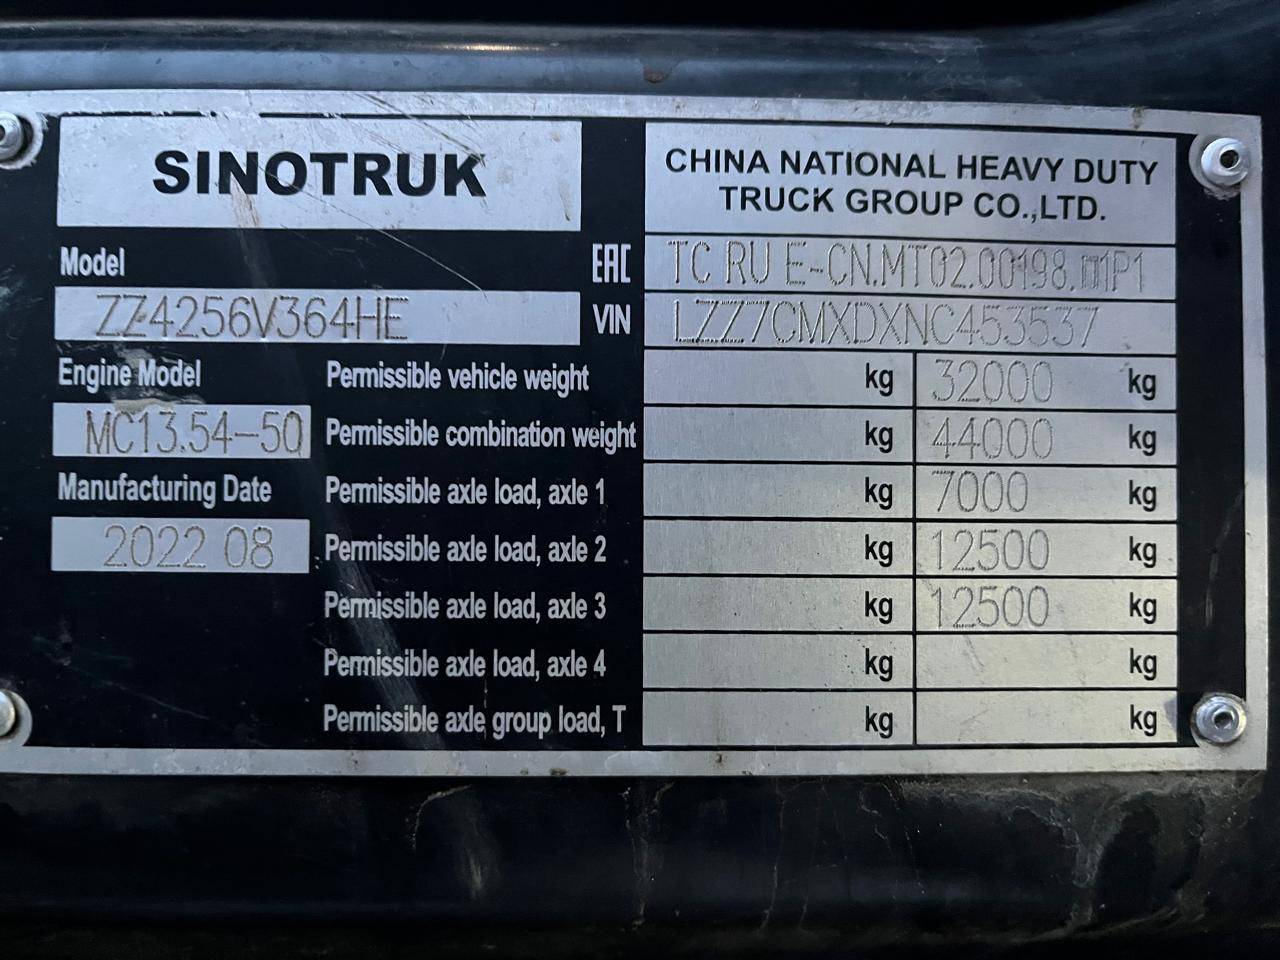 SINOTRUK
CHINA NATIONAL HEAVY DUTY
TRUCK GROUP CO.,LTD.
Model
EAC TC RU E-CN.MT02.00198.П1P1
ZZ4256V364HE
VIN LZZ7CMXDXNC453537
Engine Model
MC13.54-50
Manufacturing Date
2022 08
Permissible vehicle weight kg 32000 kg
Permissible combination weight kg 44000 kg
Permissible axle load, axle 1 kg 7000 kg
Permissible axle load, axle 2 kg 12500 kg
Permissible axle load, axle 3 kg 12500 kg
Permissible axle load, axle 4 kg kg
Permissible axle group load, T kg kg